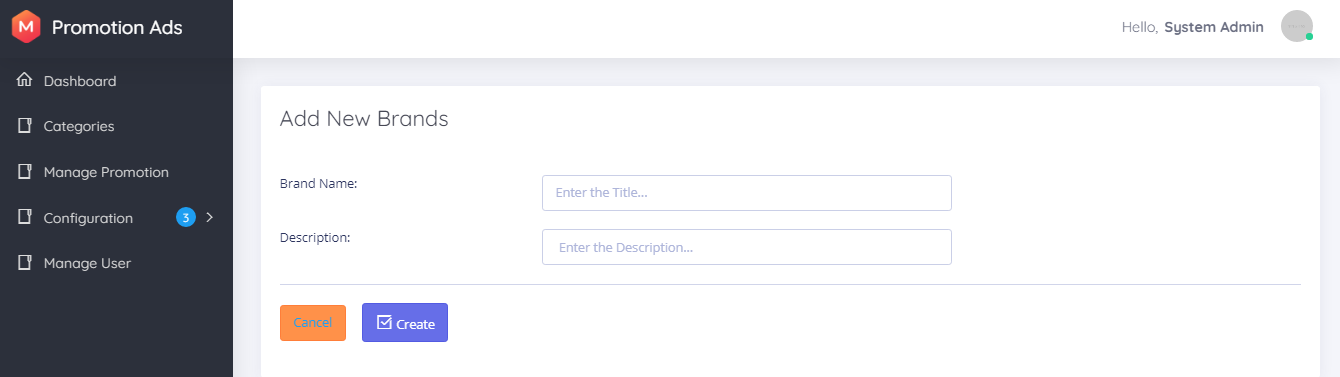 M Promotion Ads
Hello, System Admin
Dashboard
Categories
Manage Promotion
Configuration 3
Manage User
Add New Brands
Brand Name:
Enter the Title...
Description:
Enter the Description...
Cancel
Create